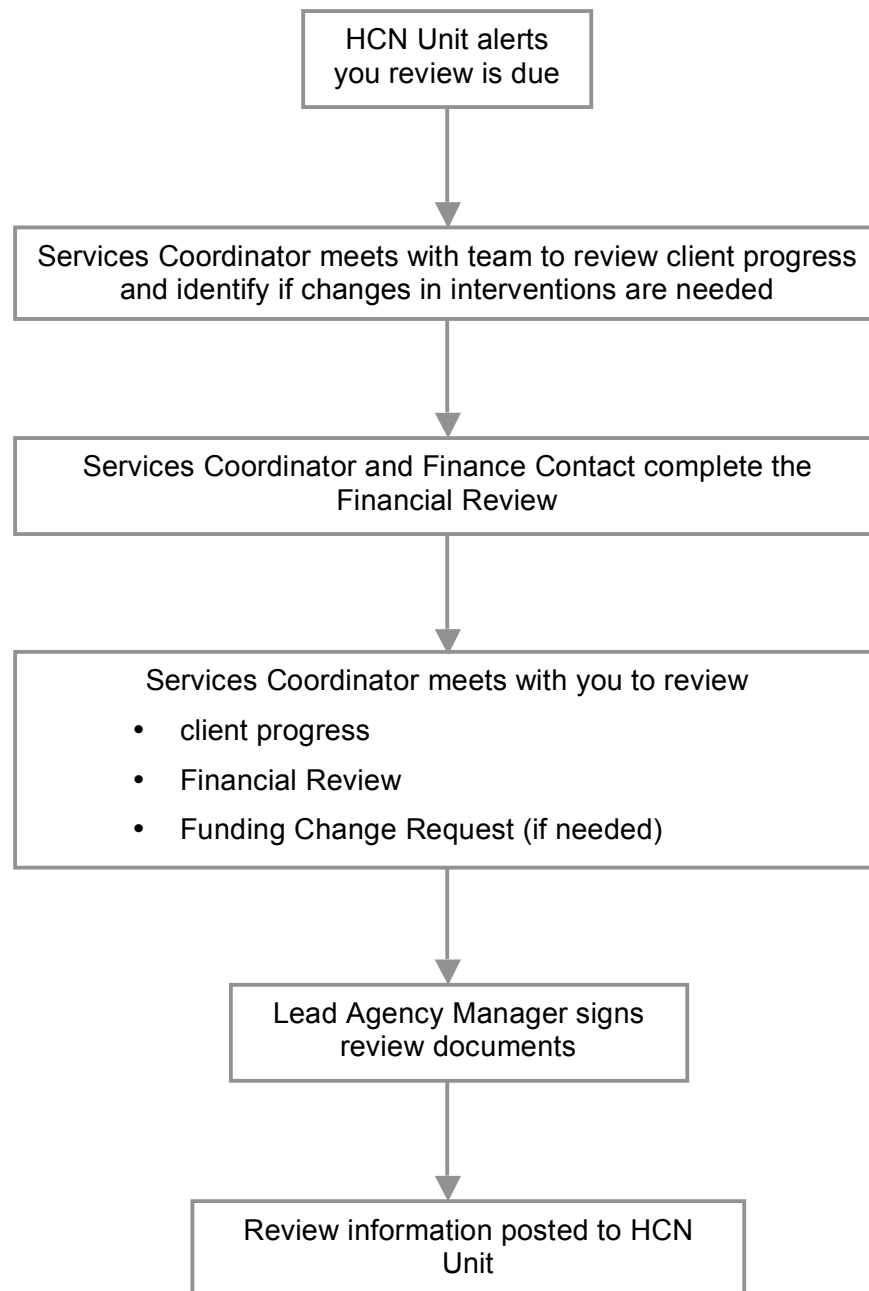 HCN Unit alerts
you review is due
Services Coordinator meets with team to review client progress
and identify if changes in interventions are needed
Services Coordinator and Finance Contact complete the
Financial Review
Services Coordinator meets with you to review
• client progress
• Financial Review
• Funding Change Request (if needed)
Lead Agency Manager signs
review documents
Review information posted to HCN
Unit